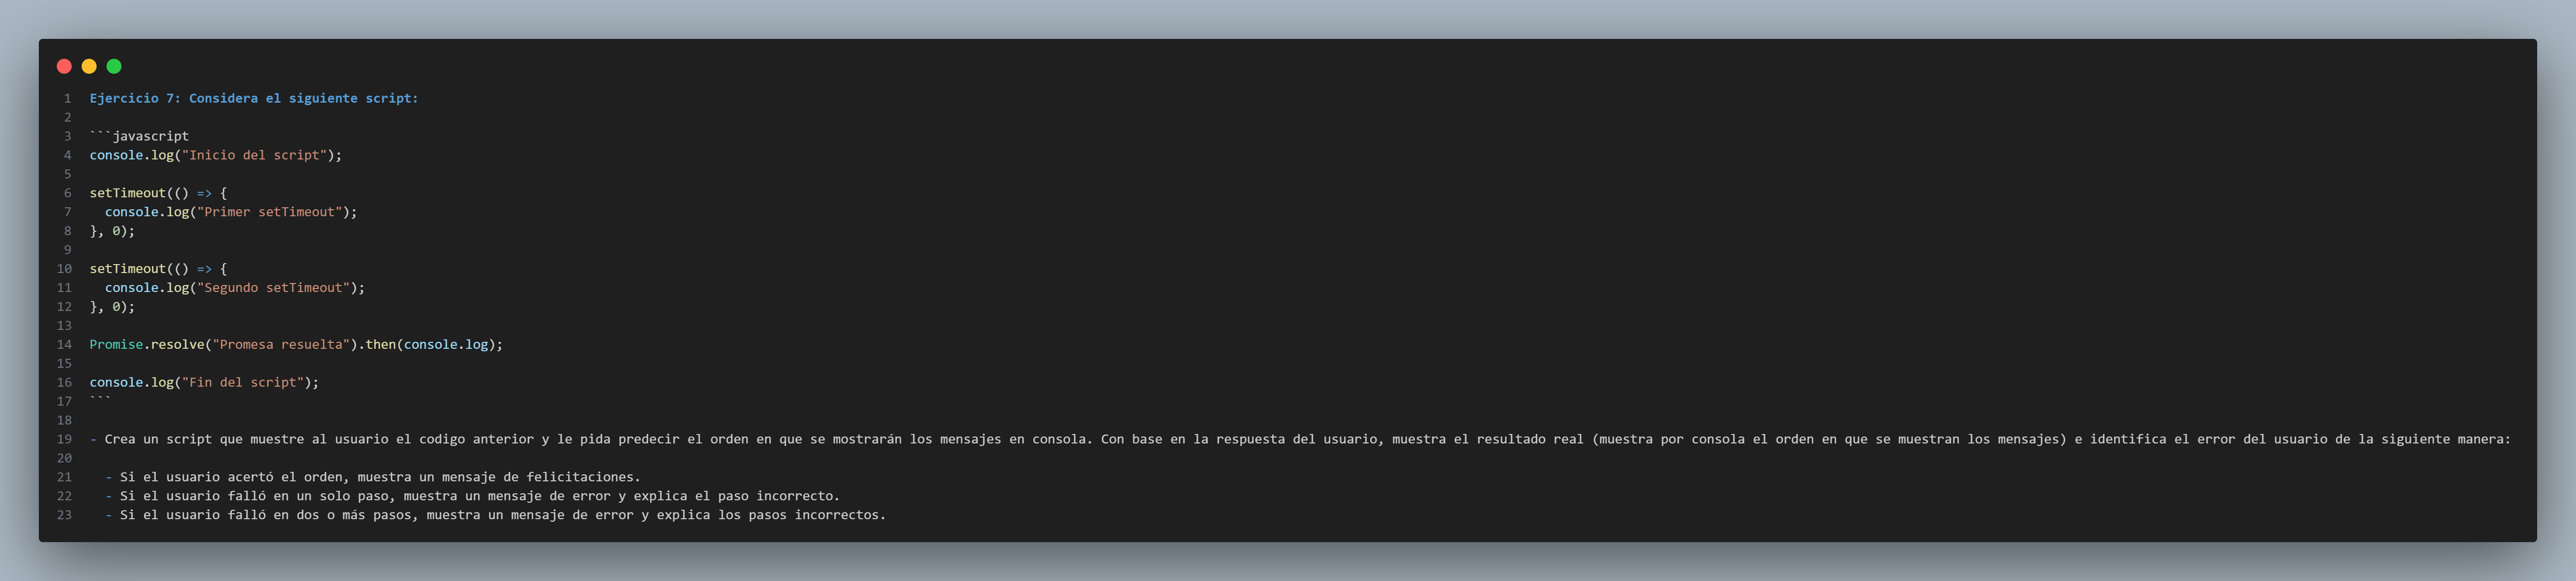 1 Ejercicio 7: Considera el siguiente script:
2
3 ```javascript
4 console.log("Inicio del script");
5
6 setTimeout(() => {
7   console.log("Primer setTimeout");
8 }, 0);
9
10 setTimeout(() => {
11   console.log("Segundo setTimeout");
12 }, 0);
13
14 Promise.resolve("Promesa resuelta").then(console.log);
15
16 console.log("Fin del script");
17 ```
18
19 - Crea un script que muestre al usuario el codigo anterior y le pida predecir el orden en que se mostrarán los mensajes en consola. Con base en la respuesta del usuario, muestra el resultado real (muestra por consola el orden en que se muestran los mensajes) e identifica el error del usuario de la siguiente manera:
20
21   - Si el usuario acertó el orden, muestra un mensaje de felicitaciones.
22   - Si el usuario falló en un solo paso, muestra un mensaje de error y explica el paso incorrecto.
23   - Si el usuario falló en dos o más pasos, muestra un mensaje de error y explica los pasos incorrectos.